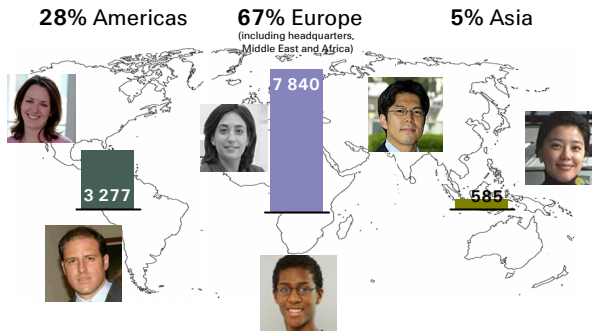 28% Americas
67% Europe
(including headquarters,
Middle East and Africa)
5% Asia
7 840
3 277
585